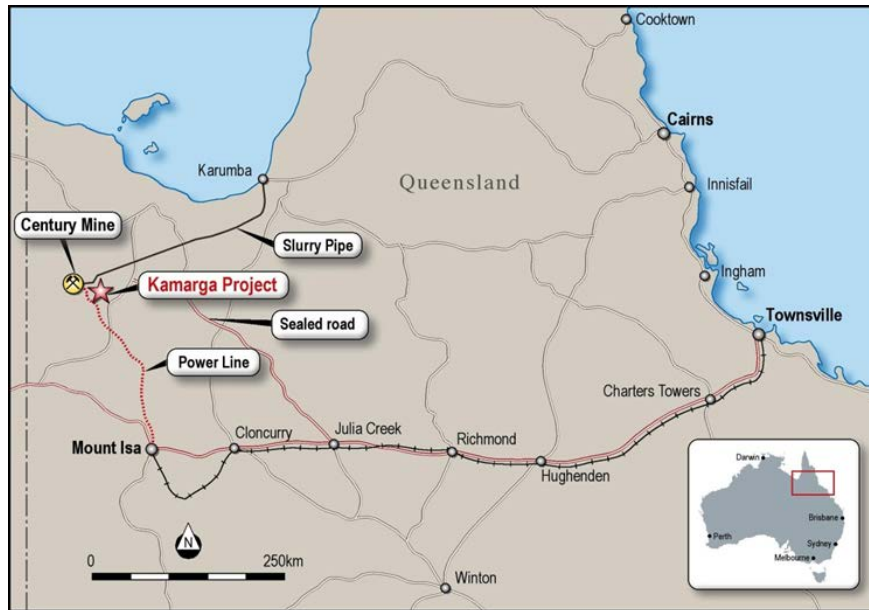 Cooktown
Cairns
Karumba
Queensland
Innisfail
Century Mine
Slurry Pipe
Ingham
Kamarga Project
Townsville
Sealed road
Power Line
Charters Towers
Mount Isa
Cloncurry
Julia Creek
Richmond
Hughenden
N
0 250km
Winton
Darwin
Brisbane
Perth
Sydney
Melbourne